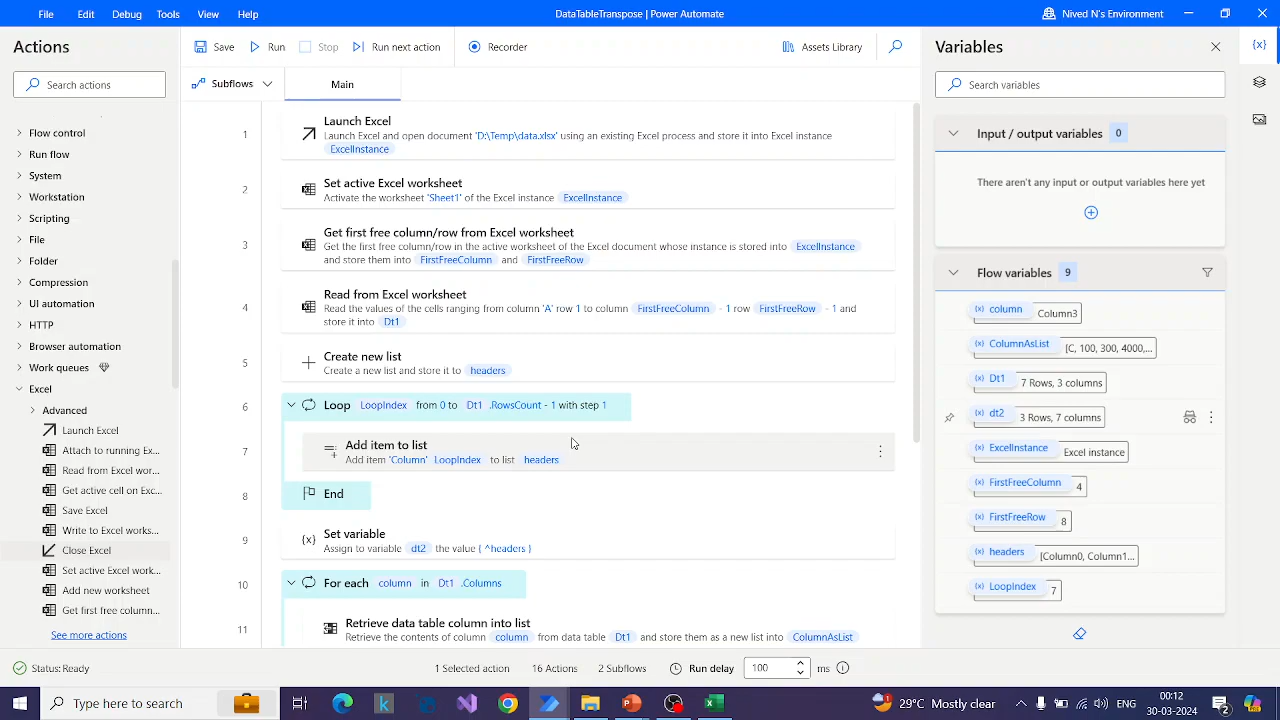 File Edit Debug Tools View Help DataTableTranspose | Power Automate Nived N's Environment
Actions
Search actions
Flow control
Run flow
System
Workstation
Scripting
File
Folder
Compression
UI automation
HTTP
Browser automation
Work queues
Excel
Advanced
Launch Excel
Attach to running Ex...
Read from Excel wor...
Get active cell on Exc...
Save Excel
Write to Excel works...
Close Excel
Set active Excel work...
Add new worksheet
Get first free column...
See more actions
Save Run Stop Run next action Recorder Assets Library
Subflows Main
1 Launch Excel
Launch Excel and open document 'D:\Temp\data.xlsx' using an existing Excel process and store it into Excel instance
ExcelInstance
2 Set active Excel worksheet
Activate the worksheet 'Sheet1' of the Excel instance ExcelInstance
3 Get first free column/row from Excel worksheet
Get the first free column/row in the active worksheet of the Excel document whose instance is stored into ExcelInstance
and store them into FirstFreeColumn and FirstFreeRow
4 Read from Excel worksheet
Read the values of the cells ranging from column 'A' row 1 to column FirstFreeColumn - 1 row FirstFreeRow - 1 and
store it into Dt1
5 Create new list
Create a new list and store it to headers
6 Loop LoopIndex from 0 to Dt1 .RowsCount - 1 with step 1
7 Add item to list
Add item 'Column' LoopIndex to list headers
8 End
9 {x} Set variable
Assign to variable dt2 the value { ^headers }
10 For each column in Dt1 .Columns
11 Retrieve data table column into list
Retrieve the contents of column column from data table Dt1 and store them as a new list into ColumnAsList
Variables {x}
Search variables
Input / output variables 0
There aren't any input or output variables here yet
Flow variables 9
(x) column Column3
(x) ColumnAsList [C, 100, 300, 4000,...
(x) Dt1 7 Rows, 3 columns
(x) dt2 3 Rows, 7 columns
(x) ExcelInstance Excel instance
(x) FirstFreeColumn 4
(x) FirstFreeRow 8
(x) headers [Column0, Column1...
(x) LoopIndex 7
Status: Ready 1 Selected action 16 Actions 2 Subflows Run delay 100 ms
Type here to search 1 29°C Mostly clear ENG 00:12 30-03-2024 2